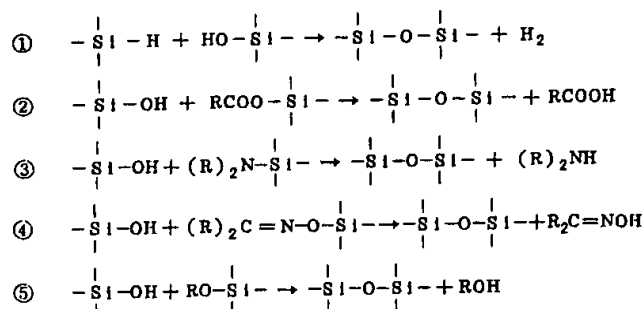 ① -Si-H + HO-Si- → -Si-O-Si- + H₂
② -Si-OH + RCOO-Si- → -Si-O-Si- + RCOOH
③ -Si-OH + (R)₂N-Si- → -Si-O-Si- + (R)₂NH
④ -Si-OH + (R)₂C=N-O-Si- → -Si-O-Si- + R₂C=NOH
⑤ -Si-OH + RO-Si- → -Si-O-Si- + ROH